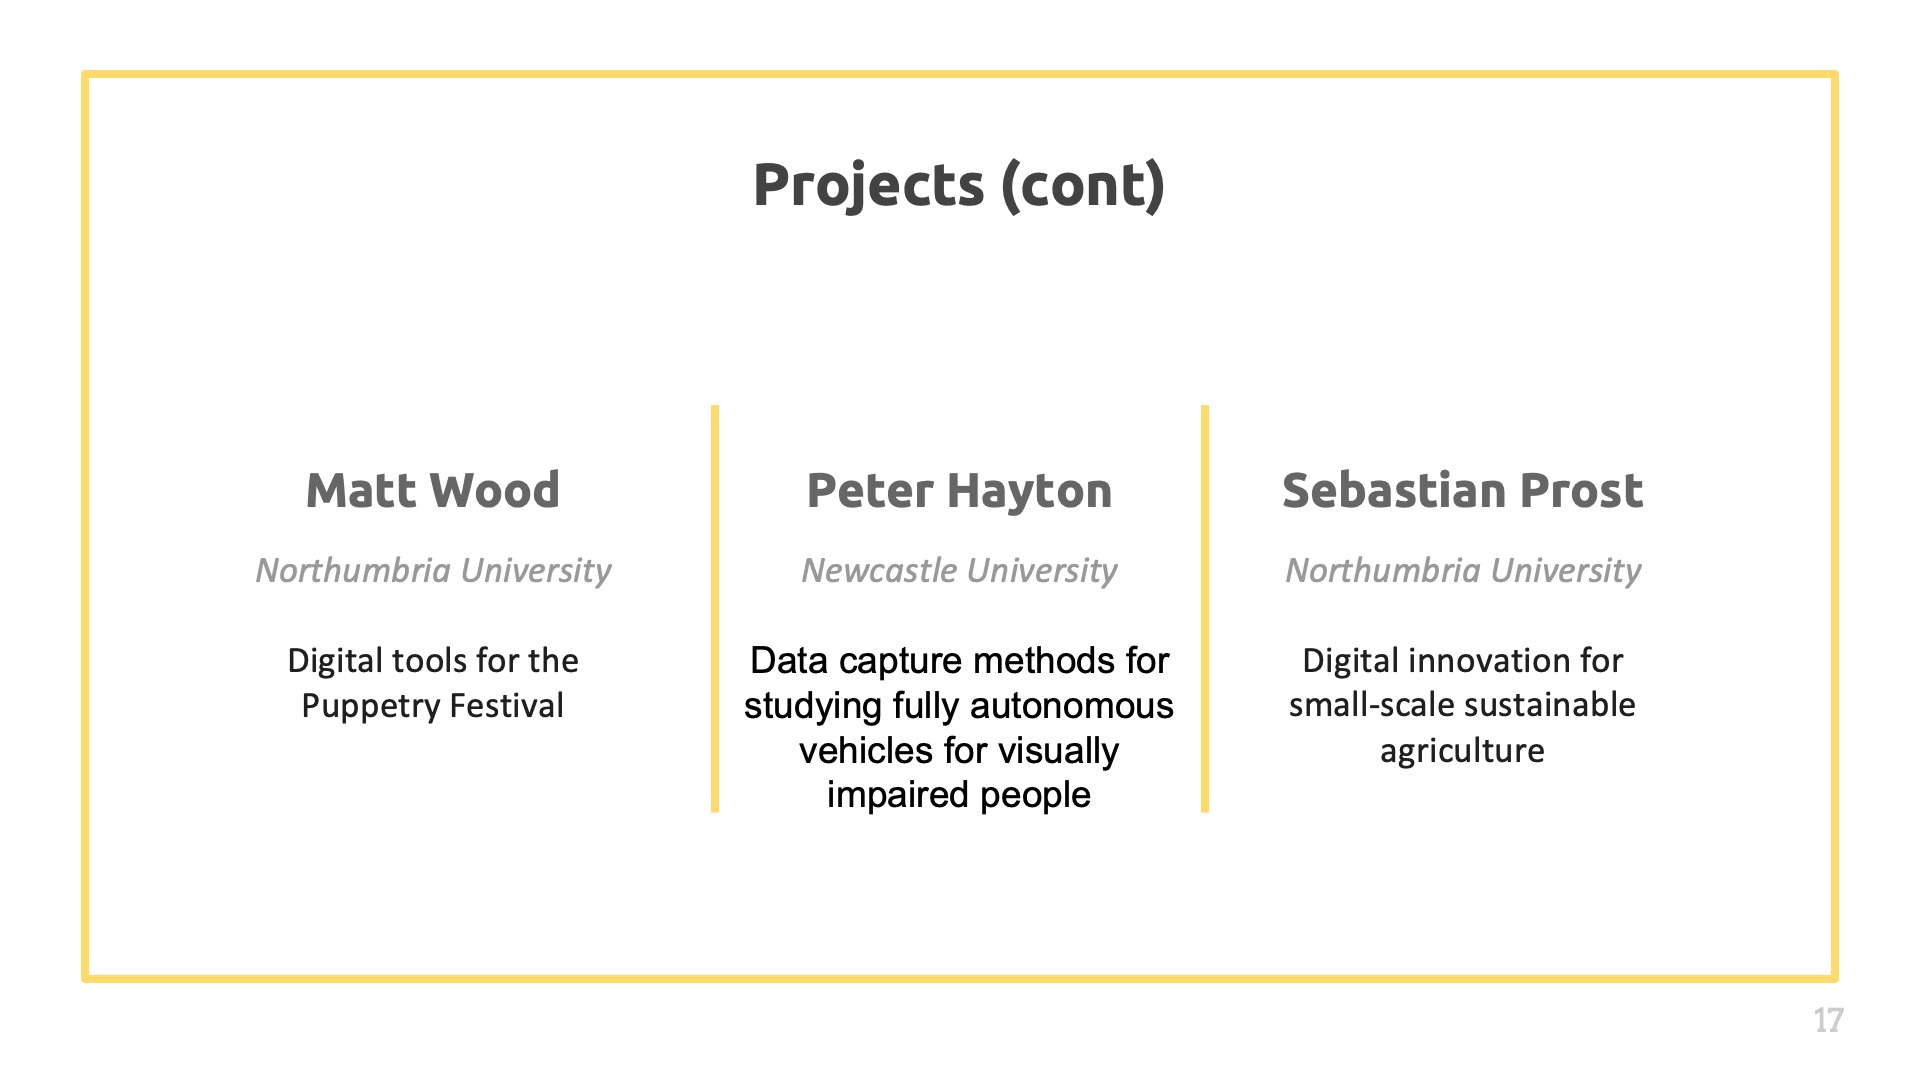 Projects (cont)
Matt Wood
Northumbria University
Digital tools for the
Puppetry Festival
Peter Hayton
Newcastle University
Data capture methods for
studying fully autonomous
vehicles for visually
impaired people
Sebastian Prost
Northumbria University
Digital innovation for
small-scale sustainable
agriculture
17